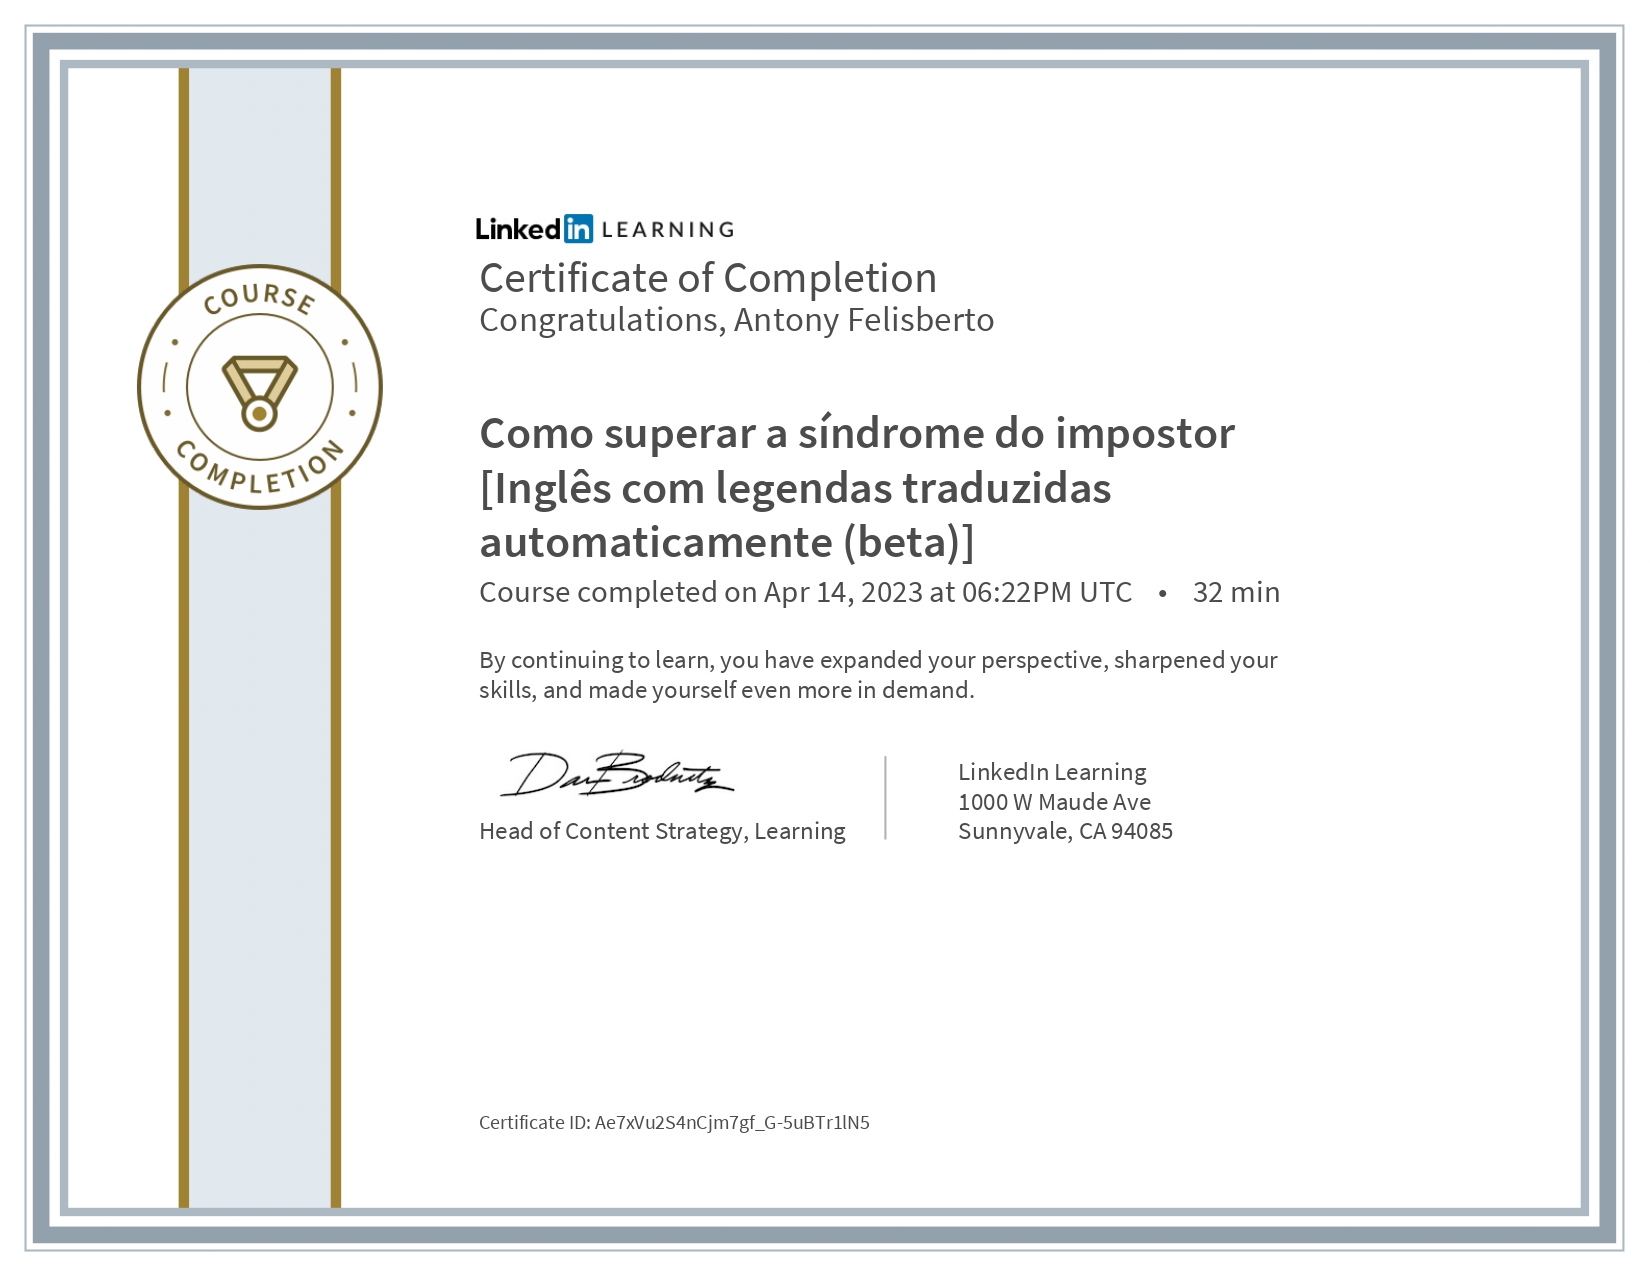 COURSE
COMPLETION
Linked in LEARNING
Certificate of Completion
Congratulations, Antony Felisberto
Como superar a síndrome do impostor
[Inglês com legendas traduzidas
automaticamente (beta)]
Course completed on Apr 14, 2023 at 06:22PM UTC • 32 min
By continuing to learn, you have expanded your perspective, sharpened your
skills, and made yourself even more in demand.
Dan Brodnitz
Head of Content Strategy, Learning
LinkedIn Learning
1000 W Maude Ave
Sunnyvale, CA 94085
Certificate ID: Ae7xVu2S4nCjm7gf_G-5uBTr1lN5